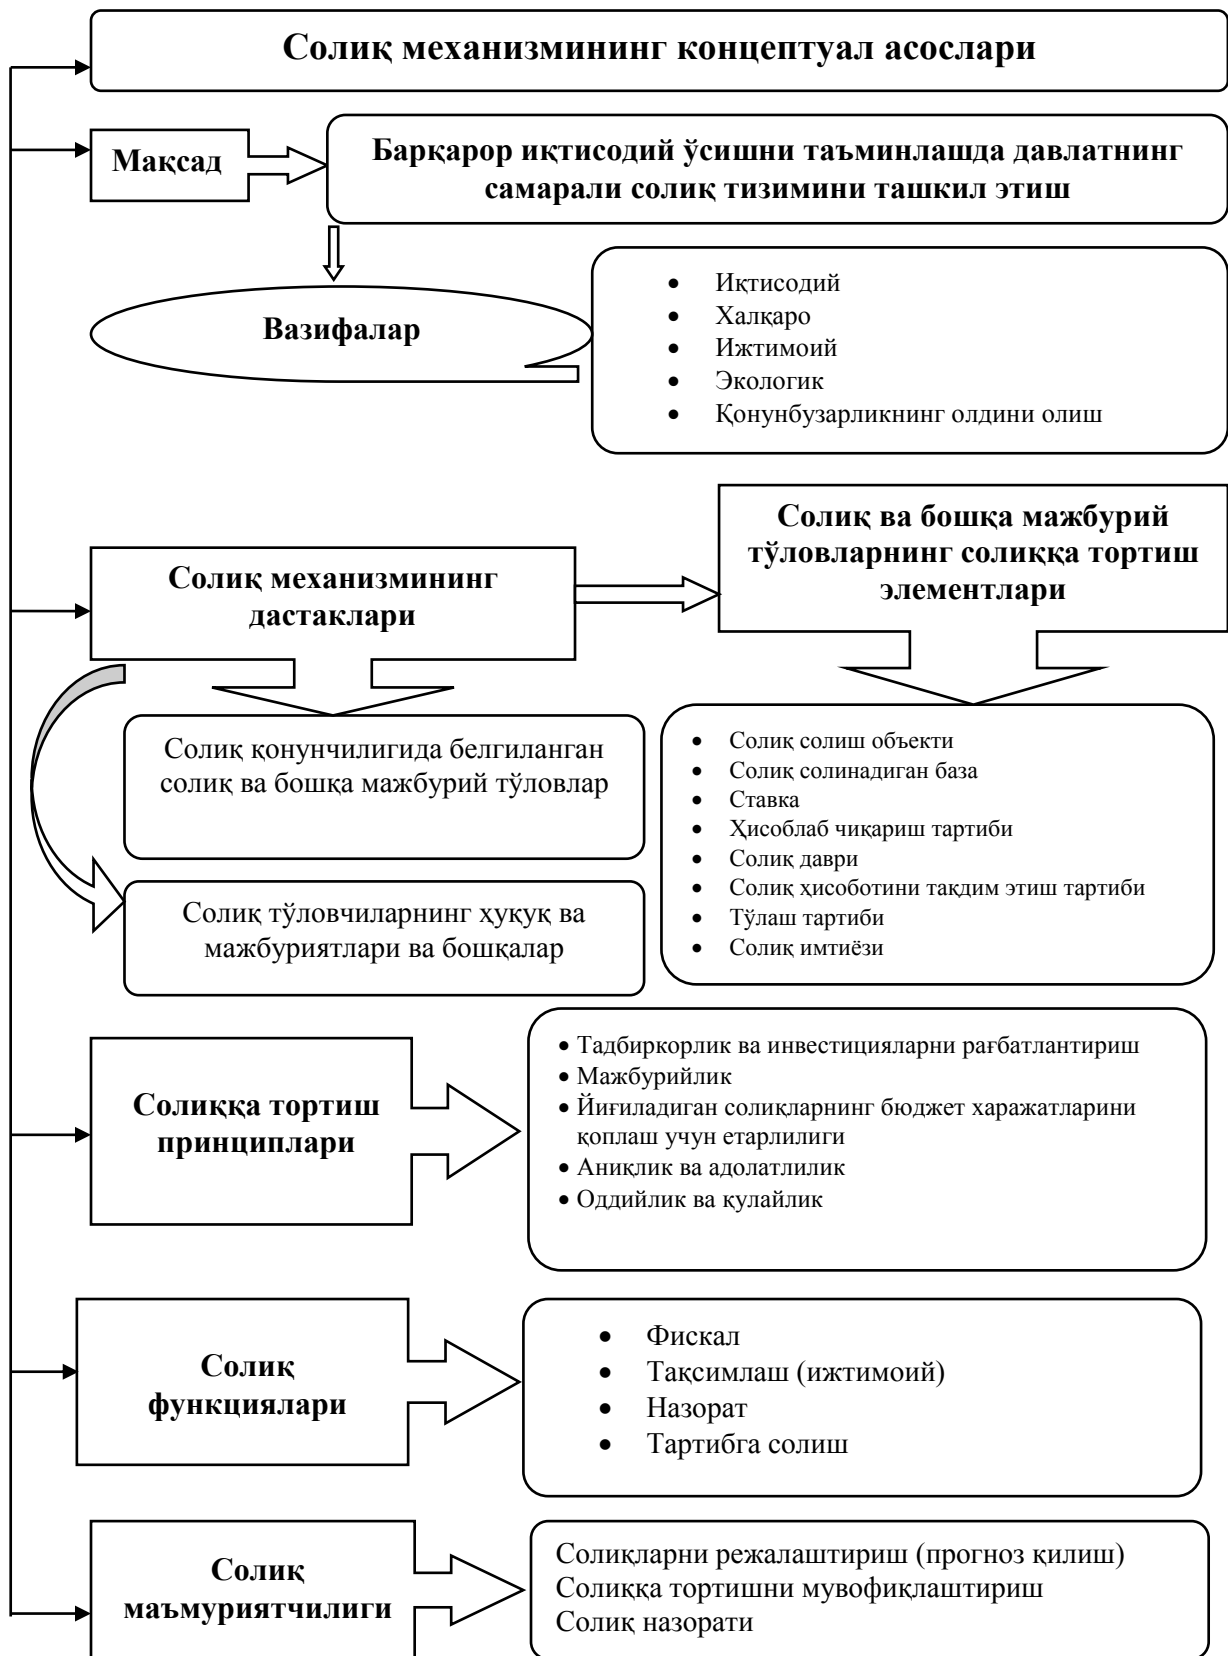 Солиқ механизмининг концептуал асослари
Мақсад
Барқарор иқтисодий ўсишни таъминлашда давлатнинг
самарали солиқ тизимини ташкил этиш
Вазифалар
• Иқтисодий
• Халқаро
• Ижтимоий
• Экологик
• Қонунбузарликнинг олдини олиш
Солиқ механизмининг
дастаклари
Солиқ ва бошқа мажбурий
тўловларнинг солиққа тортиш
элементлари
Солиқ қонунчилигида белгиланган
солиқ ва бошқа мажбурий тўловлар
Солиқ тўловчиларнинг ҳуқуқ ва
мажбуриятлари ва бошқалар
• Солиқ солиш объекти
• Солиқ солинадиган база
• Ставка
• Ҳисоблаб чиқариш тартиби
• Солиқ даври
• Солиқ ҳисоботини тақдим этиш тартиби
• Тўлаш тартиби
• Солиқ имтиёзи
Солиққа тортиш
принциплари
• Тадбиркорлик ва инвестицияларни рағбатлантириш
• Мажбурийлик
• Йиғиладиган солиқларнинг бюджет харажатларини
қоплаш учун етарлилиги
• Аниқлик ва адолатлилик
• Оддийлик ва қулайлик
Солиқ
функциялари
• Фискал
• Тақсимлаш (ижтимоий)
• Назорат
• Тартибга солиш
Солиқ
маъмуриятчилиги
Солиқларни режалаштириш (прогноз қилиш)
Солиққа тортишни мувофиқлаштириш
Солиқ назорати